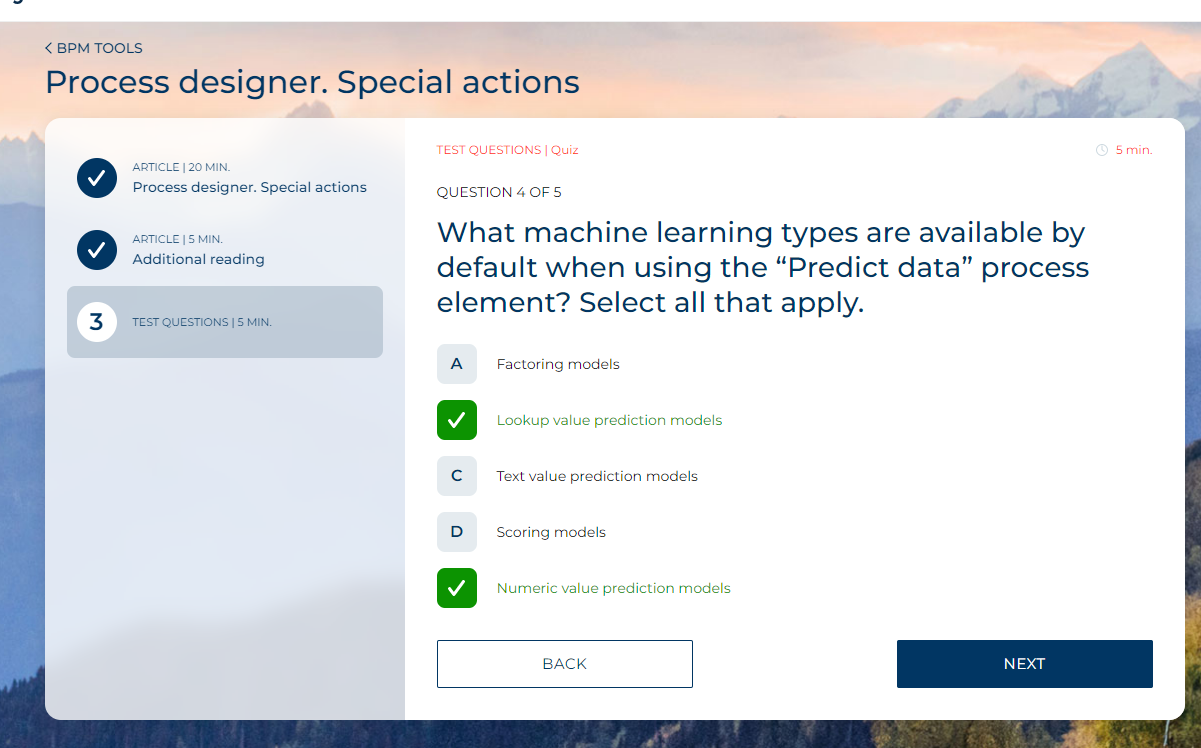 BPM TOOLS
Process designer. Special actions
ARTICLE | 20 MIN.
Process designer. Special actions
ARTICLE | 5 MIN.
Additional reading
3
TEST QUESTIONS | 5 MIN.
TEST QUESTIONS | Quiz
5 min.
QUESTION 4 OF 5
What machine learning types are available by
default when using the “Predict data” process
element? Select all that apply.
A Factoring models
Lookup value prediction models
C Text value prediction models
D Scoring models
Numeric value prediction models
BACK
NEXT